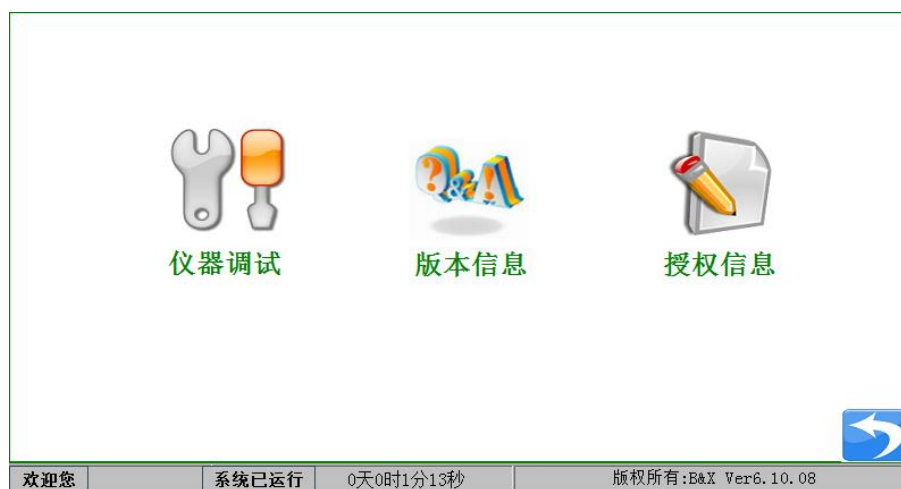 Q&A!
仪器调试
版本信息
授权信息
欢迎您
系统已运行
0天0时1分13秒
版权所有:B&X Ver6.10.08